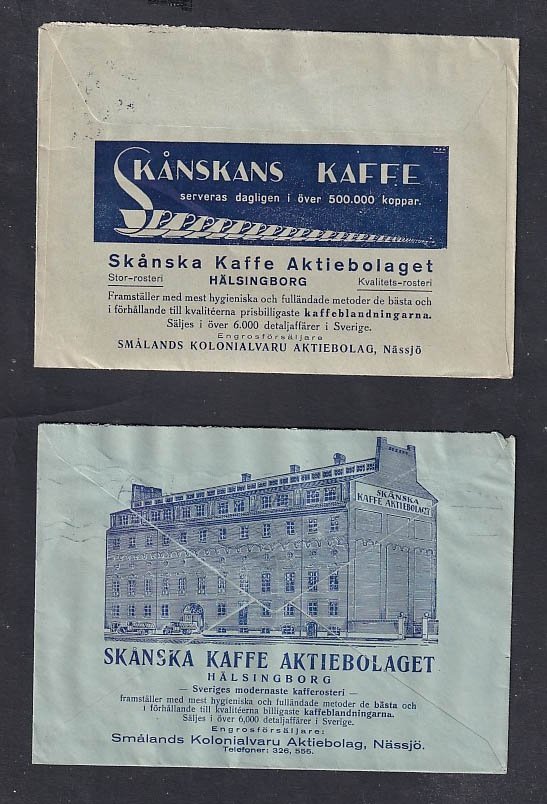 SKÅNSKANS KAFFE
serveras dagligen i över 500.000 koppar.
Skånska Kaffe Aktiebolaget
Stor-rosteri HÄLSINGBORG Kvalitets-rosteri
Framställer med mest hygieniska och fulländade metoder de bästa och
i förhållande till kvalitéerna prisbilligaste kaffeblandningarna.
Säljes i över 6.000 detaljaffärer i Sverige.
Engrosförsäljare
SMÅLANDS KOLONIALVARU AKTIEBOLAG, Nässjö
SKÅNSKA
KAFFE AKTIEBOLAGET
SKÅNSKA KAFFE AKTIEBOLAGET
HÄLSINGBORG
— Sveriges modernaste kafferosteri —
framställer med mest hygieniska och fulländade metoder de bästa och
i förhållande till kvalitéerna billigaste kaffeblandningarna.
Säljes i över 6,000 detaljaffärer i Sverige.
Engrosförsäljare:
Smålands Kolonialvaru Aktiebolag, Nässjö.
Telefoner: 326, 556.